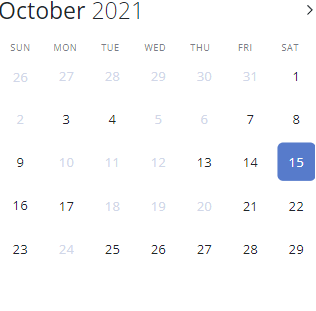 October 2021
SUN MON TUE WED THU FRI SAT
26 27 28 29 30 31 1
2 3 4 5 6 7 8
9 10 11 12 13 14 15
16 17 18 19 20 21 22
23 24 25 26 27 28 29